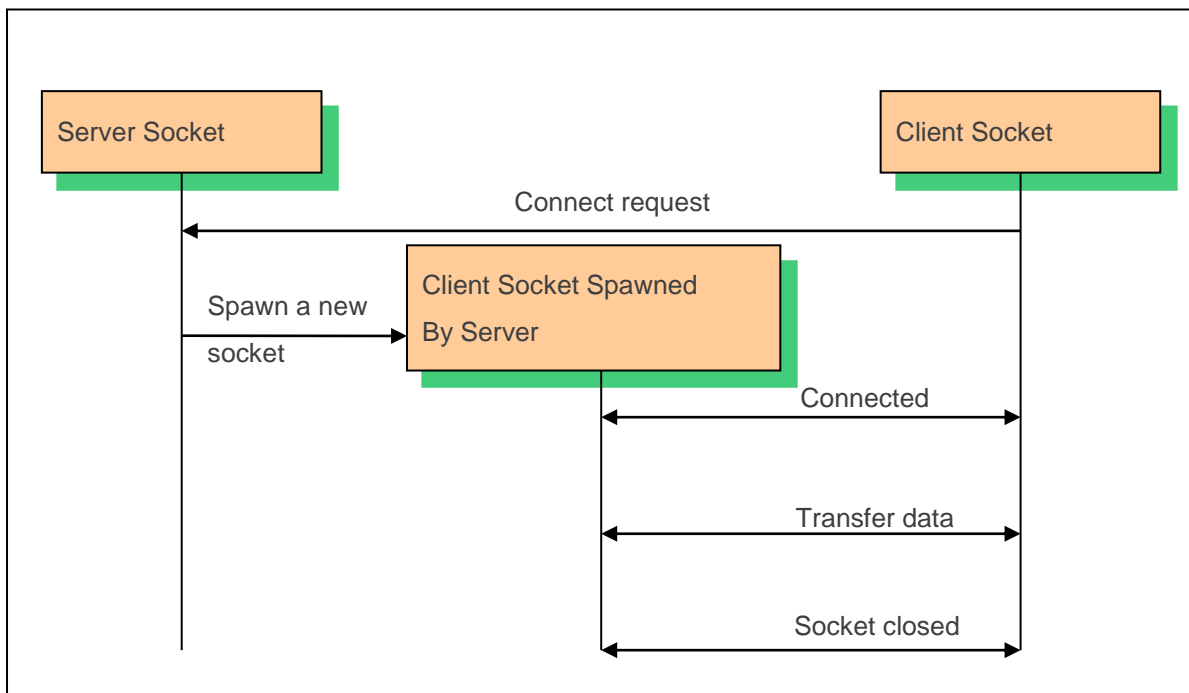 Server Socket
Client Socket
Connect request
Client Socket Spawned
By Server
Spawn a new
socket
Connected
Transfer data
Socket closed